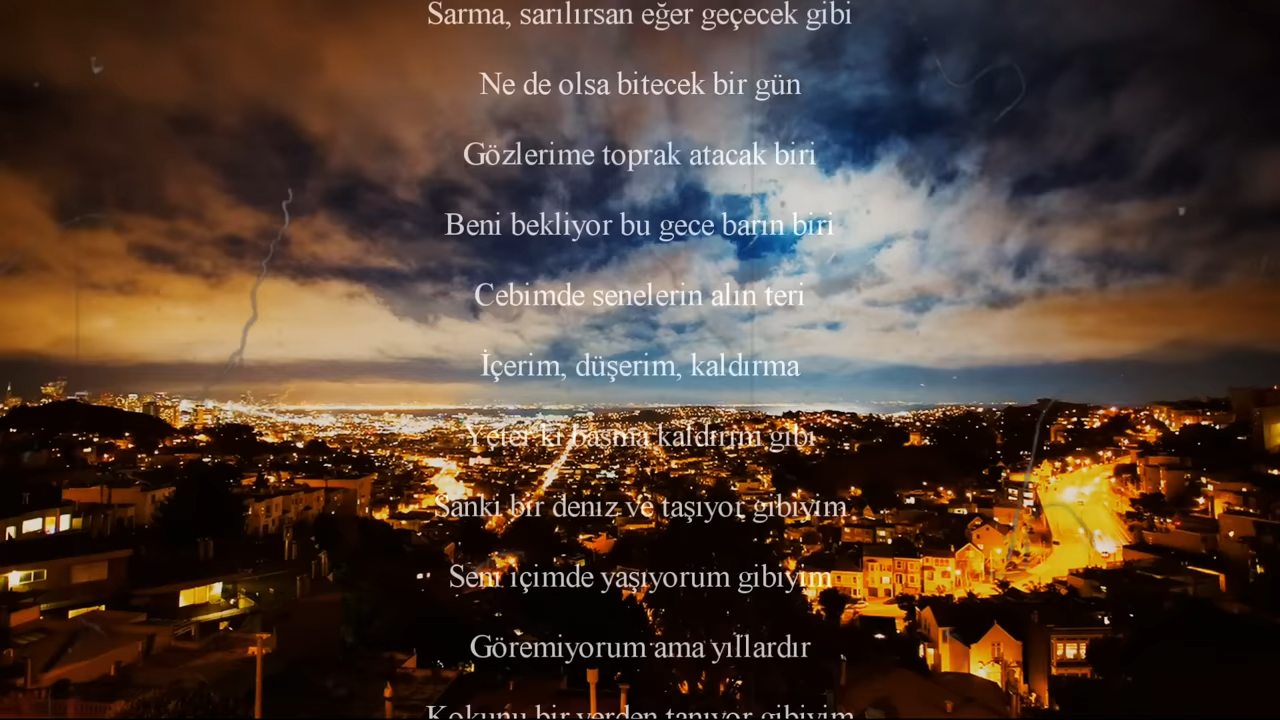 Sarma, sarılırsan eğer geçecek gibi
Ne de olsa bitecek bir gün
Gözlerime toprak atacak biri
Beni bekliyor bu gece barın biri
Cebimde senelerin alın teri
İçerim, düşerim, kaldırma
Yeter ki basma kaldırım gibi
Sanki bir deniz ve taşıyor gibiyim
Seni içimde yaşıyorum gibiyim
Göremiyorum ama yıllardır
Kokunu bir yerden tanıyor gibiyim